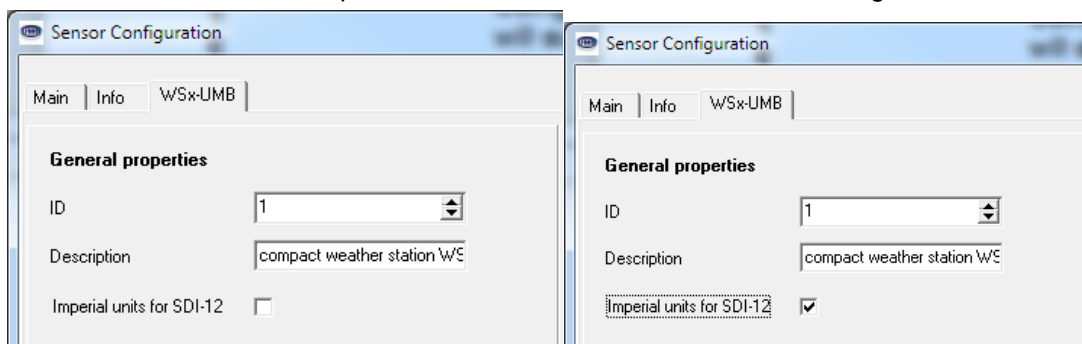 Sensor Configuration
Main Info WSx-UMB
General properties
ID 1
Description compact weather station WS
Imperial units for SDI-12
Sensor Configuration
Main Info WSx-UMB
General properties
ID 1
Description compact weather station WS
Imperial units for SDI-12